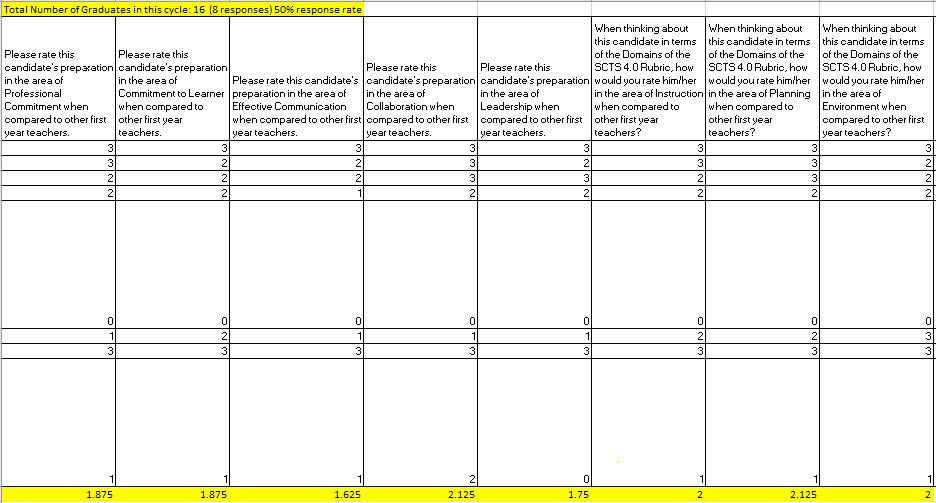 Total Number of Graduates in this cycle: 16 (8 responses) 50% response rate
Please rate this
candidate's preparation
in the area of
Professional
Commitment when
compared to other first
year teachers.
Please rate this
candidate's preparation
in the area of
Commitment to Learner
when compared to
other first year
teachers.
Please rate this candidate's
preparation in the area of
Effective Communication
when compared to other first
year teachers.
Please rate this
candidate's preparation
in the area of
Collaboration when
compared to other first
year teachers.
Please rate this
candidate's preparation
in the area of
Leadership when
compared to other first
year teachers.
When thinking about
this candidate in terms
of the Domains of the
SCTS 4.0 Rubric, how
would you rate him/her
in the area of Instruction
when compared to
other first year
teachers?
When thinking about
this candidate in terms
of the Domains of the
SCTS 4.0 Rubric, how
would you rate him/her
in the area of Planning
when compared to
other first year
teachers?
When thinking about
this candidate in terms
of the Domains of the
SCTS 4.0 Rubric, how
would you rate him/her
in the area of
Environment when
compared to other first
year teachers?
3 3 3 3 3 3 3 3
3 2 2 3 2 3 3 2
2 2 2 3 3 2 3 2
2 2 1 2 2 2 2 2
0 0 0 0 0 0 0 0
1 2 1 1 1 2 2 3
3 3 3 3 3 3 3 3
1 1 1 2 0 1 1 1
1.875 1.875 1.625 2.125 1.75 2 2.125 2